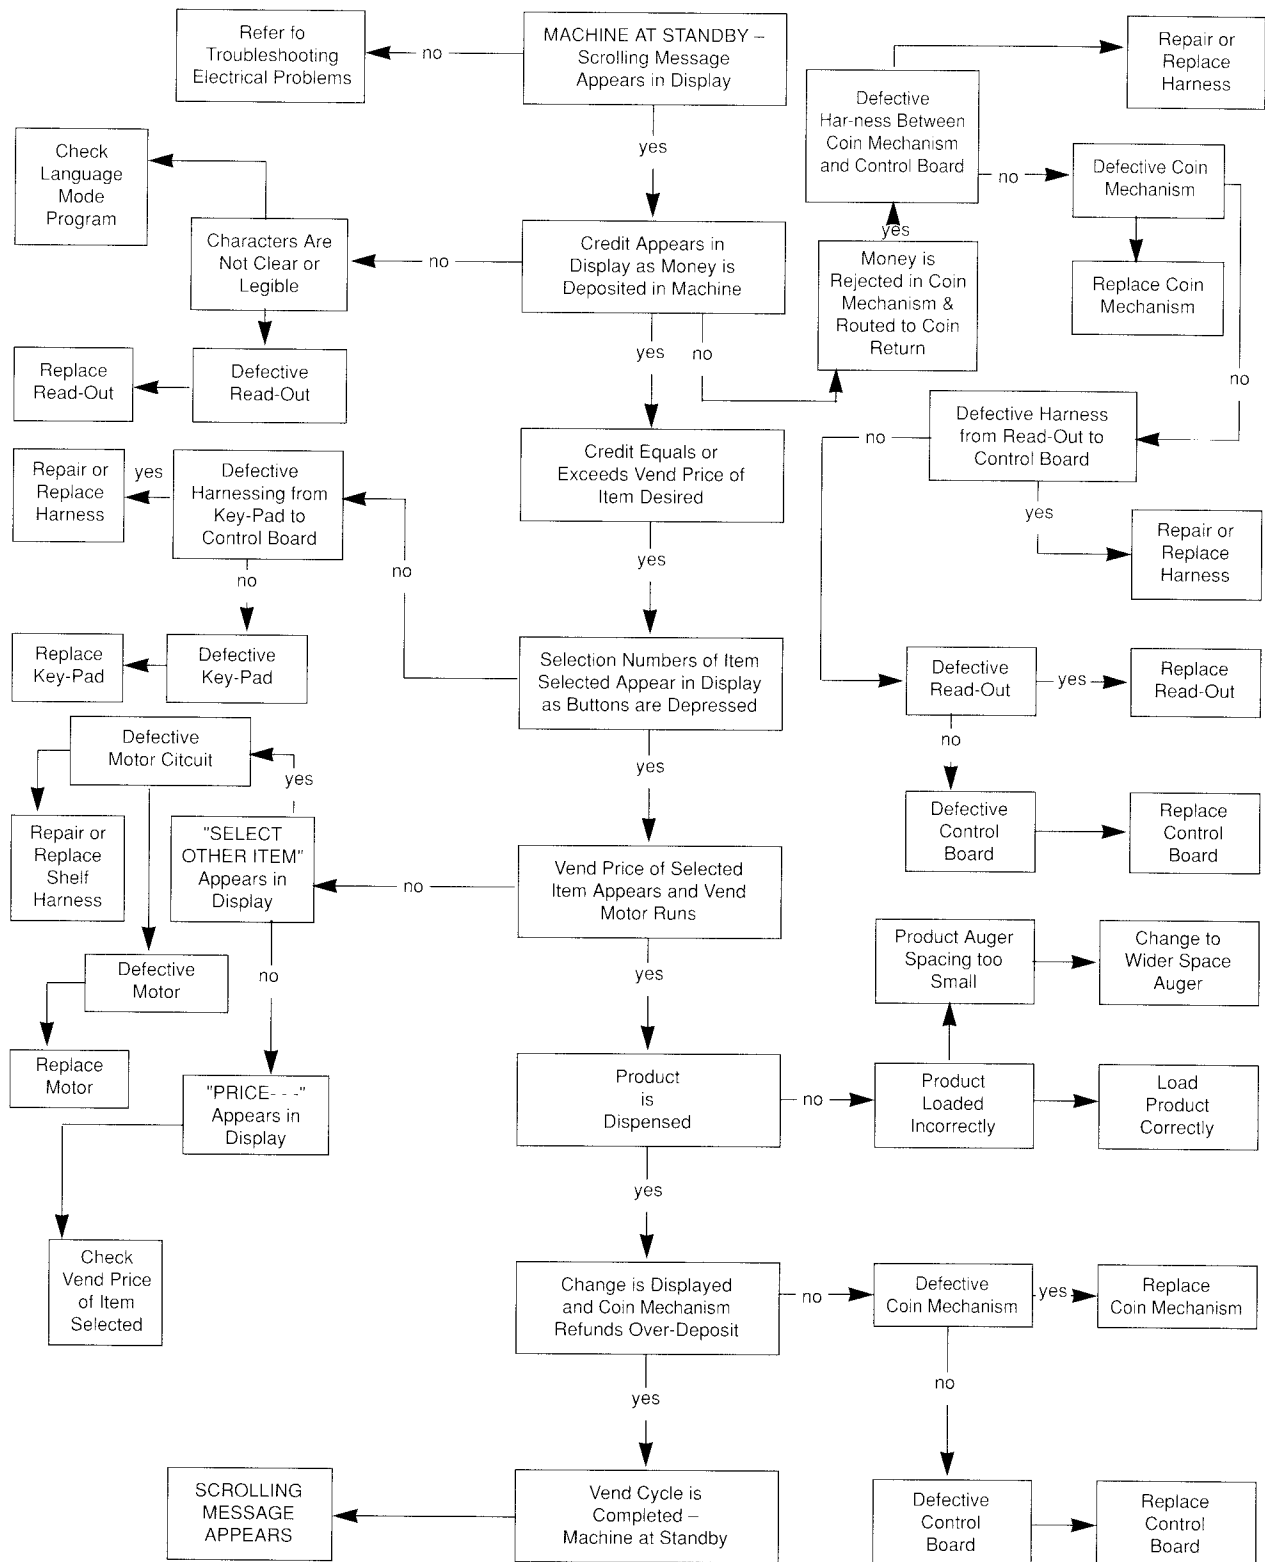 Refer fo
Troubleshooting
Electrical Problems
no
MACHINE AT STANDBY –
Scrolling Message
Appears in Display
yes
Repair or
Replace
Harness
Defective
Har-ness Between
Coin Mechanism
and Control Board
no
Defective Coin
Mechanism
Check
Language
Mode
Program
Characters Are
Not Clear or
Legible
no
Credit Appears in
Display as Money is
Deposited in Machine
yes
Money is
Rejected in Coin
Mechanism &
Routed to Coin
Return
Replace Coin
Mechanism
yes
no
no
Replace
Read-Out
Defective
Read-Out
Credit Equals or
Exceeds Vend Price of
Item Desired
no
Defective Harness
from Read-Out to
Control Board
yes
Repair or
Replace
Harness
Repair or
Replace
Harness
yes
Defective
Harnessing from
Key-Pad to
Control Board
no
no
yes
Replace
Key-Pad
Defective
Key-Pad
Selection Numbers of Item
Selected Appear in Display
as Buttons are Depressed
Defective
Read-Out
yes
Replace
Read-Out
Defective
Motor Citcuit
yes
yes
no
Repair or
Replace
Shelf
Harness
"SELECT
OTHER ITEM"
Appears in
Display
no
Vend Price of Selected
Item Appears and Vend
Motor Runs
Defective
Control
Board
Replace
Control
Board
Product Auger
Spacing too
Small
Change to
Wider Space
Auger
Defective
Motor
no
yes
Replace
Motor
"PRICE- - -"
Appears in
Display
Product
is
Dispensed
no
Product
Loaded
Incorrectly
Load
Product
Correctly
yes
Check
Vend Price
of Item
Selected
Change is Displayed
and Coin Mechanism
Refunds Over-Deposit
no
Defective
Coin Mechanism
yes
Replace
Coin Mechanism
yes
no
SCROLLING
MESSAGE
APPEARS
Vend Cycle is
Completed –
Machine at Standby
Defective
Control
Board
Replace
Control
Board